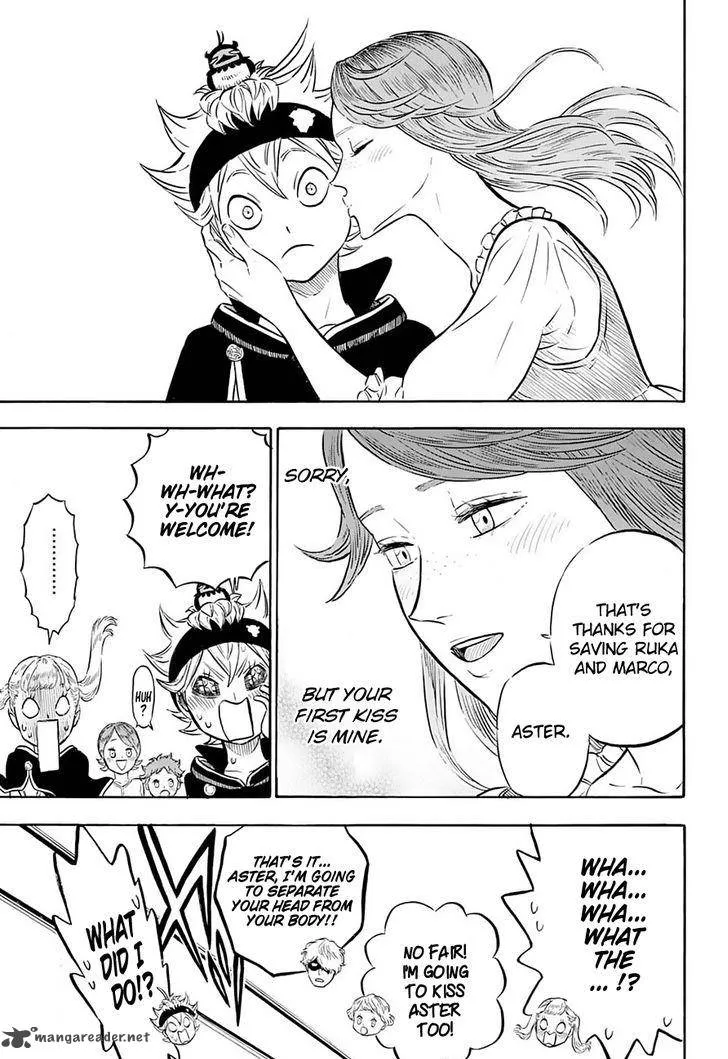 SORRY,
THAT'S
THANKS FOR
SAVING RUKA
AND MARCO,
ASTER.
BUT YOUR
FIRST KISS
IS MINE.
WH-
WH-WHAT?
Y-YOU'RE
WELCOME!
HUH
?
.........
WHA...
WHA...
WHA...
WHAT
THE
... !?
NO FAIR!
I'M GOING
TO KISS
ASTER
TOO!
THAT'S IT...
ASTER, I'M GOING
TO SEPARATE
YOUR HEAD FROM
YOUR BODY!!
WHAT
DID I
DO!?
mangareader.net